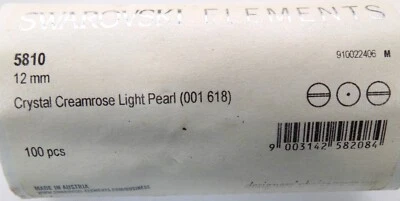 SWAROVSKI ELEMENTS
5810
910022406 M
12 mm
Crystal Creamrose Light Pearl (001 618)
100 pcs
9 003142 582084
MADE IN AUSTRIA